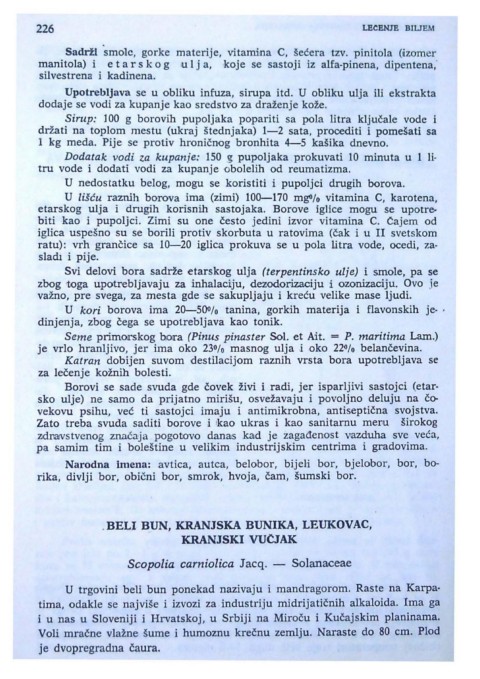 226 LEČENJE BILJEM
Sadrži smole, gorke materije, vitamina C, šećera tzv. pinitola (izomer
manitola) i etarskog ulja, koje se sastoji iz alfa-pinena, dipentena,
silvestrena i kadinena.
Upotrebljava se u obliku infuza, sirupa itd. U obliku ulja ili ekstrakta
dodaje se vodi za kupanje kao sredstvo za draženje kože.
Sirup: 100 g borovih pupoljaka popariti sa pola litra ključale vode i
držati na toplom mestu (ukraj štednjaka) 1—2 sata, procediti i pomešati sa
1 kg meda. Pije se protiv hroničnog bronhita 4—5 kašika dnevno.
Dodatak vodi za kupanje: 150 g pupoljaka prokuvati 10 minuta u 1 li-
tru vode i dodati vodi za kupanje obolelih od reumatizma.
U nedostatku belog, mogu se koristiti i pupoljci drugih borova.
U lišću raznih borova ima (zimi) 100—170 mg% vitamina C, karotena,
etarskog ulja i drugih korisnih sastojaka. Borove iglice mogu se upotre-
biti kao i pupoljci. Zimi su one često jedini izvor vitamina C. Čajem od
iglica uspešno su se borili protiv skorbuta u ratovima (čak i u II svetskom
ratu): vrh grančice sa 10—20 iglica prokuva se u pola litra vode, ocedi, za-
sladi i pije.
Svi delovi bora sadrže etarskog ulja (terpentinsko ulje) i smole, pa se
zbog toga upotrebljavaju za inhalaciju, dezodorizaciju i ozonizaciju. Ovo je
važno, pre svega, za mesta gde se sakupljaju i kreću velike mase ljudi.
U kori borova ima 20—50% tanina, gorkih materija i flavonskih je-
dinjenja, zbog čega se upotrebljava kao tonik.
Seme primorskog bora (Pinus pinaster Sol. et Ait. = P. maritima Lam.)
je vrlo hranljivo, jer ima oko 23% masnog ulja i oko 22% belančevina.
Katran dobijen suvom destilacijom raznih vrsta bora upotrebljava se
za lečenje kožnih bolesti.
Borovi se sade svuda gde čovek živi i radi, jer isparljivi sastojci (etar-
sko ulje) ne samo da prijatno mirišu, osvežavaju i povoljno deluju na čo-
vekovu psihu, već ti sastojci imaju i antimikrobna, antiseptična svojstva.
Zato treba svuda saditi borove i kao ukras i kao sanitarnu meru širokog
zdravstvenog značaja pogotovo danas kad je zagađenost vazduha sve veća,
pa samim tim i boleštine u velikim industrijskim centrima i gradovima.
Narodna imena: avtica, autca, belobor, bijeli bor, bjelobor, bor, bo-
rika, divlji bor, obični bor, smrok, hvoja, čam, šumski bor.
BELI BUN, KRANJSKA BUNIKA, LEUKOVAC,
KRANJSKI VUČJAK
Scopolia carniolica Jacq. — Solanaceae
U trgovini beli bun ponekad nazivaju i mandragorom. Raste na Karpa-
tima, odakle se najviše i izvozi za industriju midrijatičnih alkaloida. Ima ga
i u nas u Sloveniji i Hrvatskoj, u Srbiji na Miroču i Kučajskim planinama.
Voli mračne vlažne šume i humoznu krečnu zemlju. Naraste do 80 cm. Plod
je dvopregradna čaura.